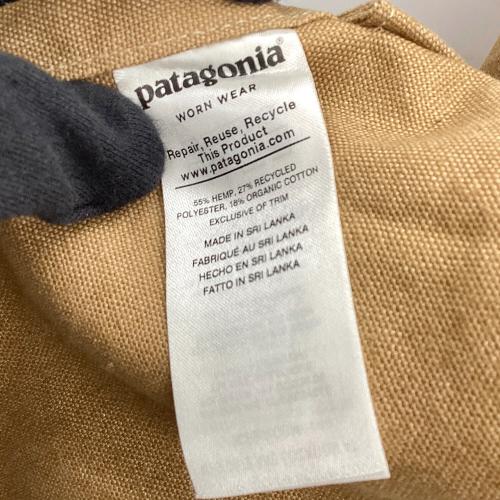 patagonia®
WORN WEAR
Repair, Reuse, Recycle
This Product
www.patagonia.com
55% HEMP, 27% RECYCLED
POLYESTER, 18% ORGANIC COTTON
EXCLUSIVE OF TRIM
MADE IN SRI LANKA
FABRIQUÉ AU SRI LANKA
HECHO EN SRI LANKA
FATTO IN SRI LANKA